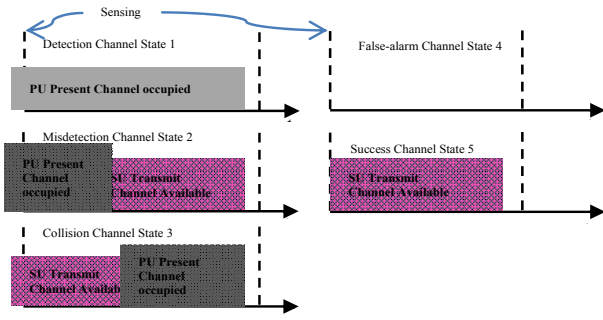 Sensing
Detection Channel State 1
PU Present Channel occupied
False-alarm Channel State 4
Misdetection Channel State 2
PU Present
Channel
occupied
SU Transmit
Channel Available
Success Channel State 5
SU Transmit
Channel Available
Collision Channel State 3
SU Transmit
Channel Availab
PU Present
Channel
occupied